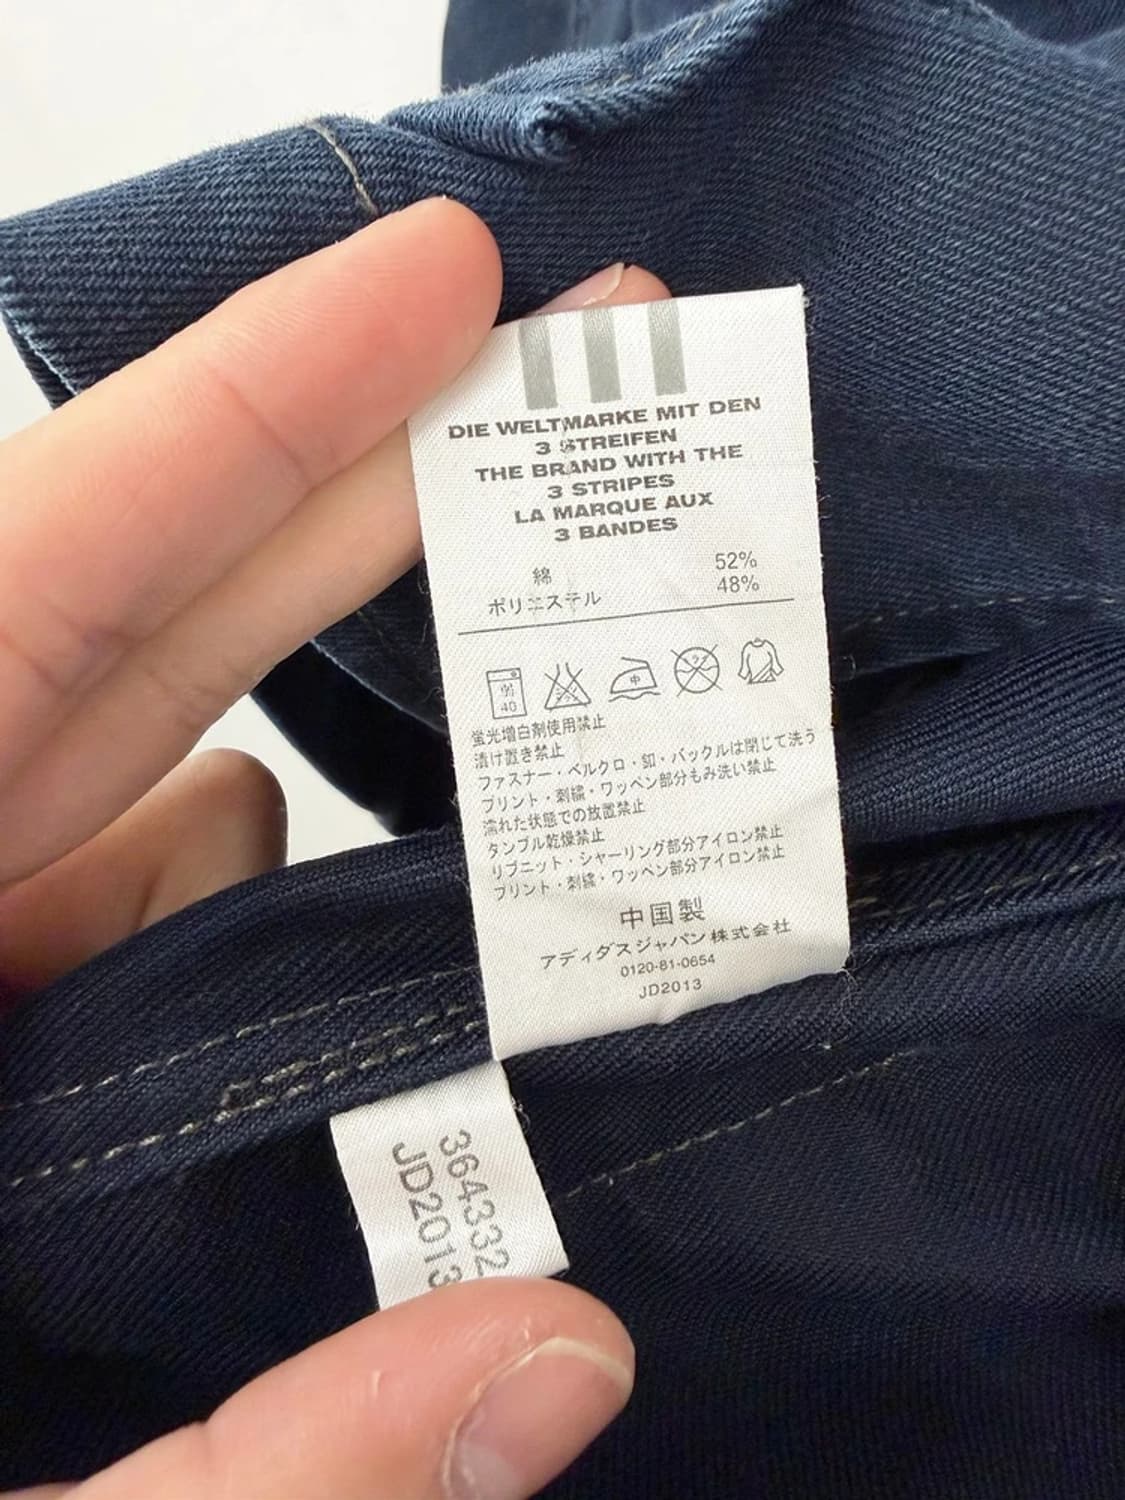 DIE WELTMARKE MIT DEN
3 STREIFEN
THE BRAND WITH THE
3 STRIPES
LA MARQUE AUX
3 BANDES
綿 52%
ポリエステル 48%
40 中
蛍光増白剤使用禁止
漬け置き禁止
ファスナー・ベルクロ・釦・バックルは閉じて洗う
プリント・刺繍・ワッペン部分もみ洗い禁止
濡れた状態での放置禁止
タンブル乾燥禁止
リブニット・シャーリング部分アイロン禁止
プリント・刺繍・ワッペン部分アイロン禁止
中国製
アディダスジャパン株式会社
0120-81-0654
JD2013
364332
JD2013